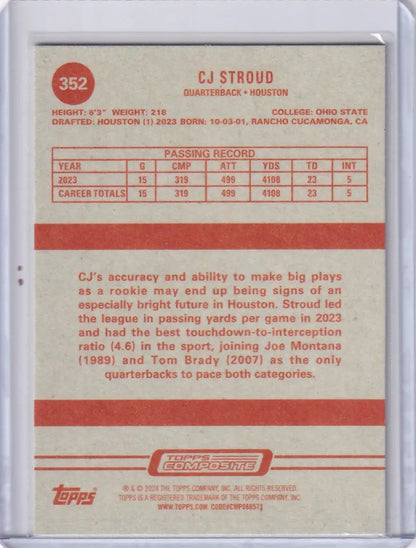 352
CJ STROUD
QUARTERBACK • HOUSTON
HEIGHT: 6'3" WEIGHT: 218 COLLEGE: OHIO STATE
DRAFTED: HOUSTON (1) 2023 BORN: 10-03-01, RANCHO CUCAMONGA, CA
PASSING RECORD
YEAR G CMP ATT YDS TD INT
2023 15 319 499 4108 23 5
CAREER TOTALS 15 319 499 4108 23 5
CJ's accuracy and ability to make big plays
as a rookie may end up being signs of an
especially bright future in Houston. Stroud led
the league in passing yards per game in 2023
and had the best touchdown-to-interception
ratio (4.6) in the sport, joining Joe Montana
(1989) and Tom Brady (2007) as the only
quarterbacks to pace both categories.
TOPPS
COMPOSITE
topps
® & © 2024 THE TOPPS COMPANY, INC. ALL RIGHTS RESERVED.
TOPPS IS A REGISTERED TRADEMARK OF THE TOPPS COMPANY, INC.
WWW.TOPPS.COM